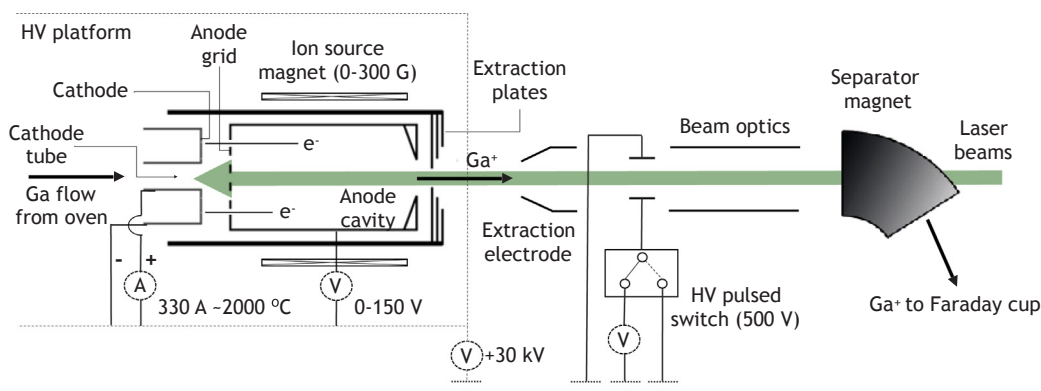 HV platform
Anode
grid
Ion source
magnet (0-300 G)
Extraction
plates
Cathode
Cathode
tube
Ga flow
from oven
e-
e-
Anode
cavity
Ga+
Extraction
electrode
Beam optics
Separator
magnet
Laser
beams
- +
A
330 A ~2000 ºC
V
0-150 V
V
+30 kV
V
HV pulsed
switch (500 V)
Ga+ to Faraday cup